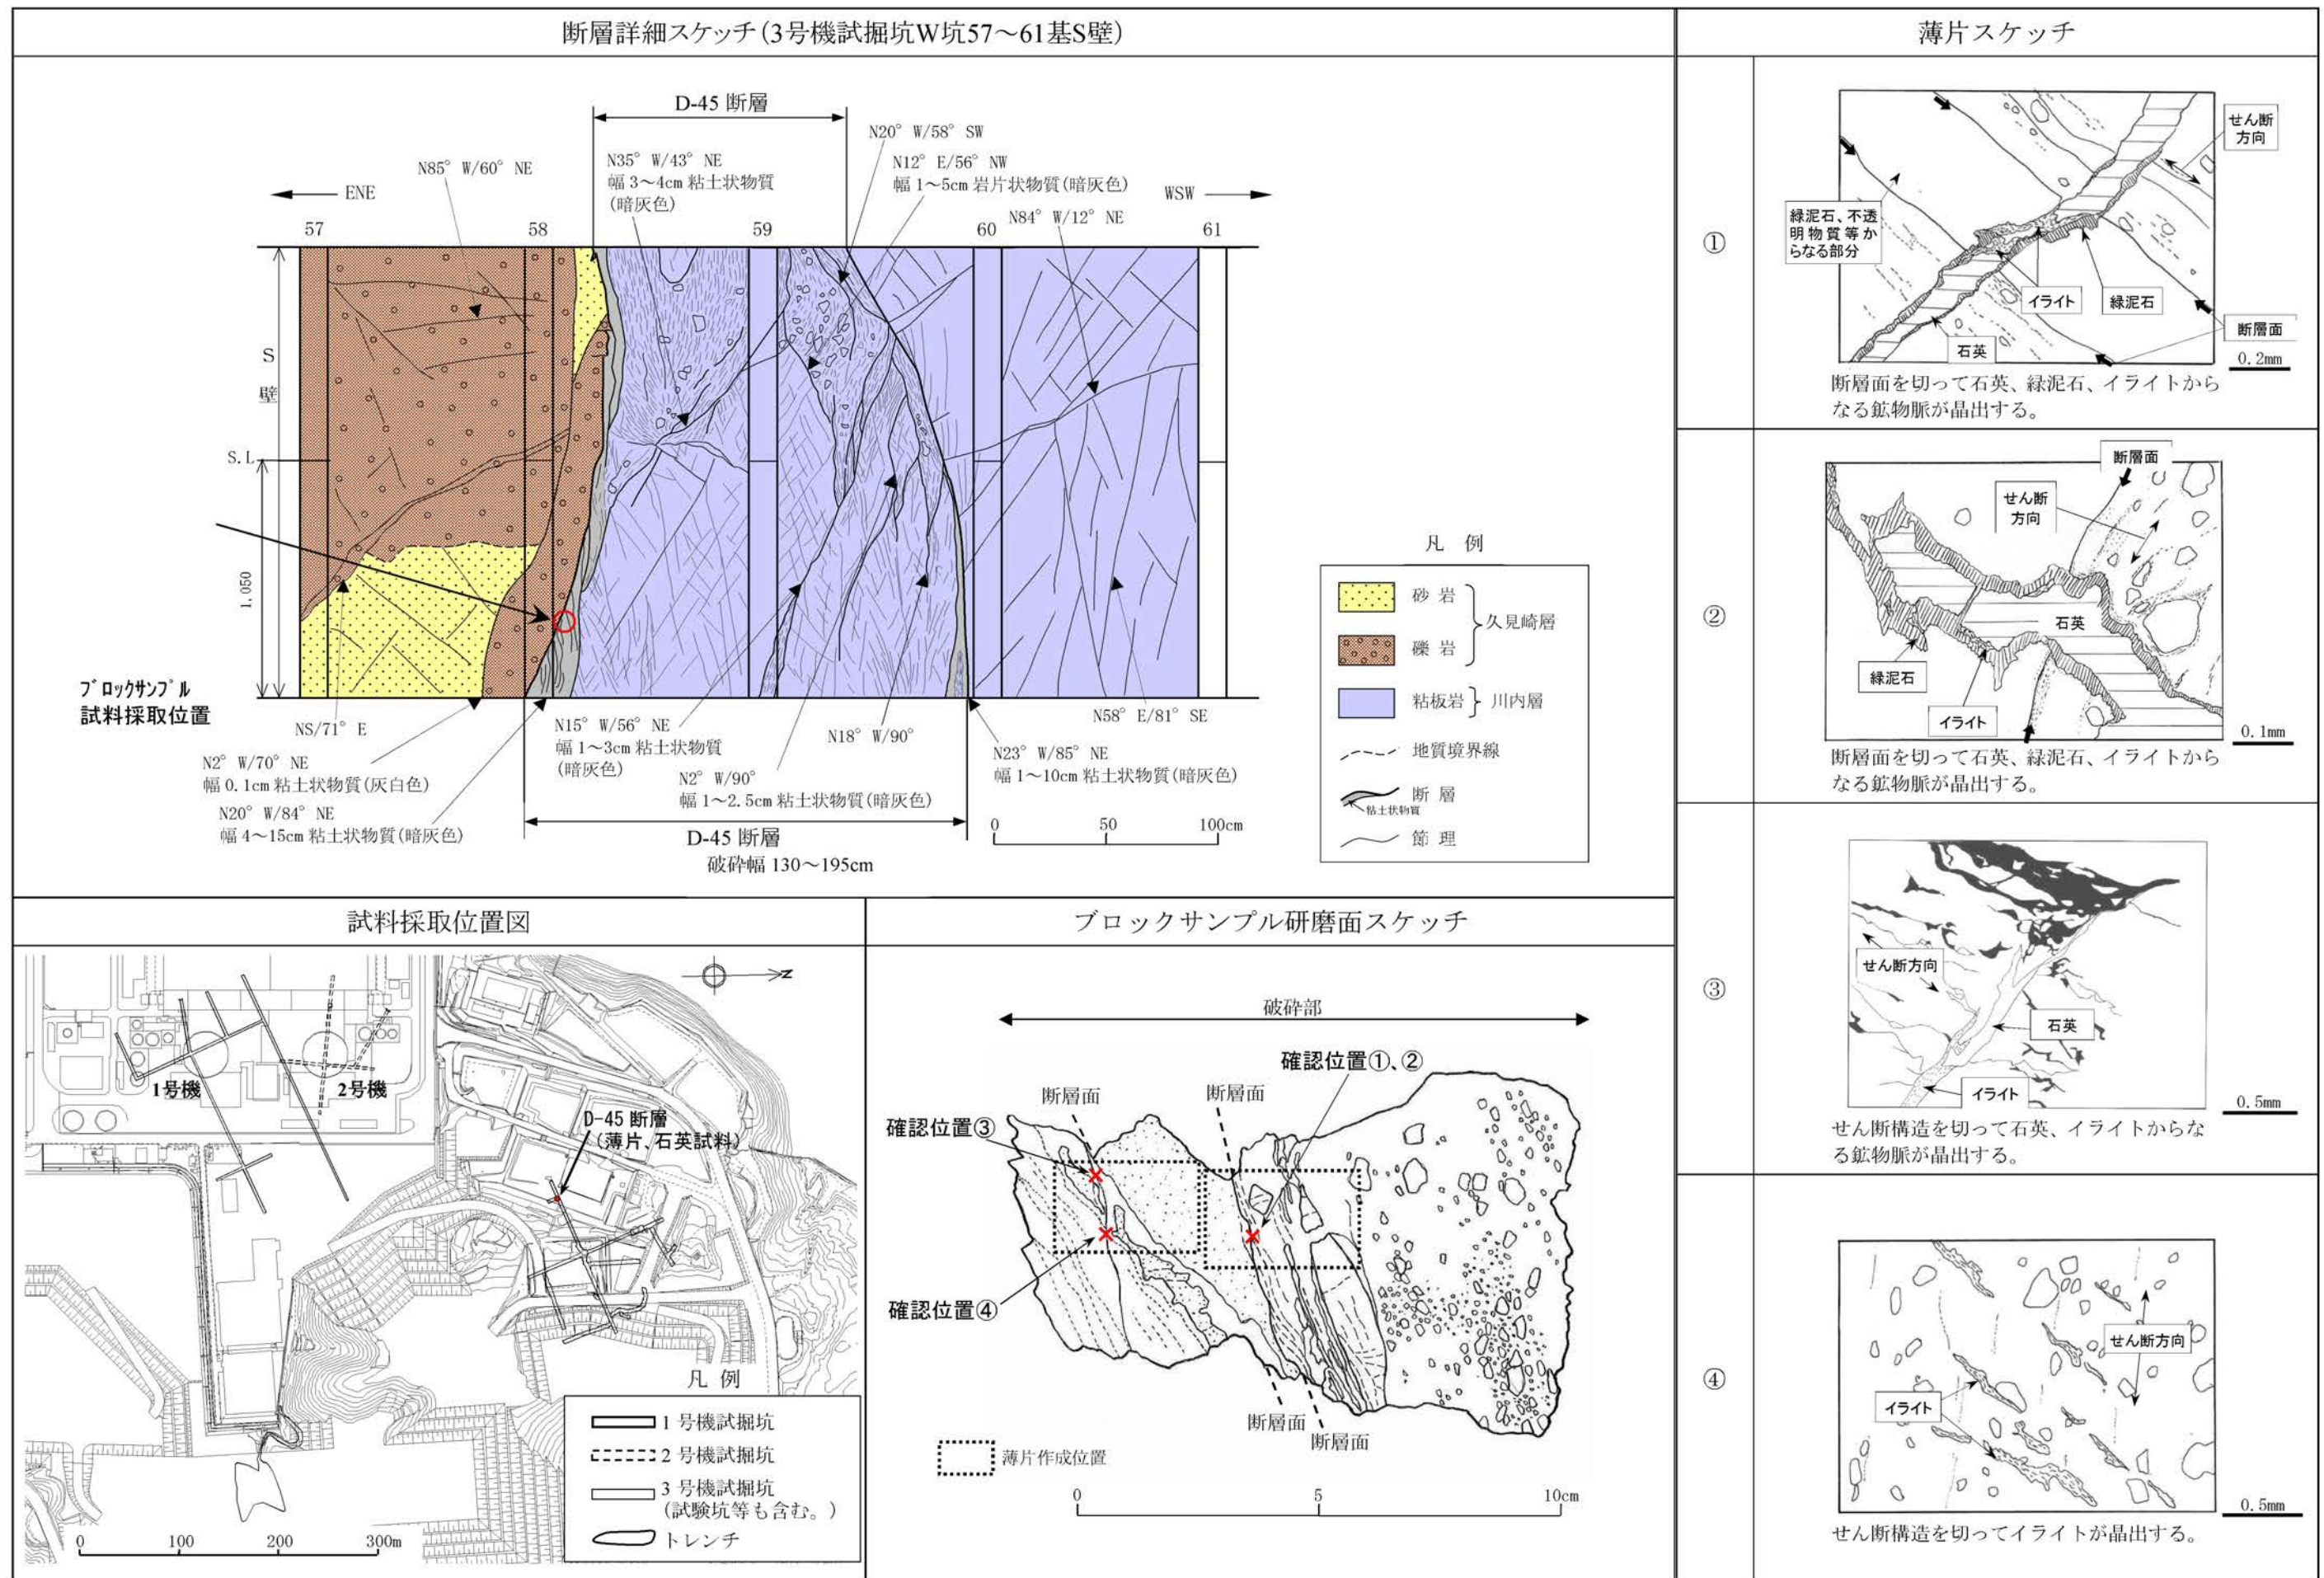 断層詳細スケッチ(3号機試掘坑W坑57～61基S壁)
D-45 断層
N85° W/60° NE
N35° W/43° NE
幅 3～4cm 粘土状物質
(暗灰色)
N20° W/58° SW
N12° E/56° NW
幅 1～5cm 岩片状物質(暗灰色)
N84° W/12° NE
ENE
WSW
57
58
59
60
61
S
壁
S.L
1.050
ブロックサンプル
試料採取位置
NS/71° E
N2° W/70° NE
幅 0.1cm 粘土状物質(灰白色)
N20° W/84° NE
幅 4～15cm 粘土状物質(暗灰色)
N15° W/56° NE
幅 1～3cm 粘土状物質
(暗灰色)
N2° W/90°
幅 1～2.5cm 粘土状物質(暗灰色)
N18° W/90°
N23° W/85° NE
幅 1～10cm 粘土状物質(暗灰色)
N58° E/81° SE
D-45 断層
破砕幅 130～195cm
0
50
100cm
凡 例
砂 岩
礫 岩
久見崎層
粘板岩
川内層
地質境界線
断 層
粘土状物質
節 理
試料採取位置図
N
1号機
2号機
D-45 断層
(薄片、石英試料)
凡 例
1 号機試掘坑
2 号機試掘坑
3 号機試掘坑
(試験坑等も含む。)
トレンチ
0
100
200
300m
ブロックサンプル研磨面スケッチ
破砕部
確認位置①、②
断層面
断層面
確認位置③
確認位置④
断層面
断層面
薄片作成位置
0
5
10cm
薄片スケッチ
①
せん断
方向
緑泥石、不透
明物質等か
らなる部分
イライト
緑泥石
断層面
石英
0.2mm
断層面を切って石英、緑泥石、イライトから
なる鉱物脈が晶出する。
②
断層面
せん断
方向
石英
緑泥石
イライト
0.1mm
断層面を切って石英、緑泥石、イライトから
なる鉱物脈が晶出する。
③
せん断方向
石英
イライト
0.5mm
せん断構造を切って石英、イライトからな
る鉱物脈が晶出する。
④
せん断方向
イライト
0.5mm
せん断構造を切ってイライトが晶出する。